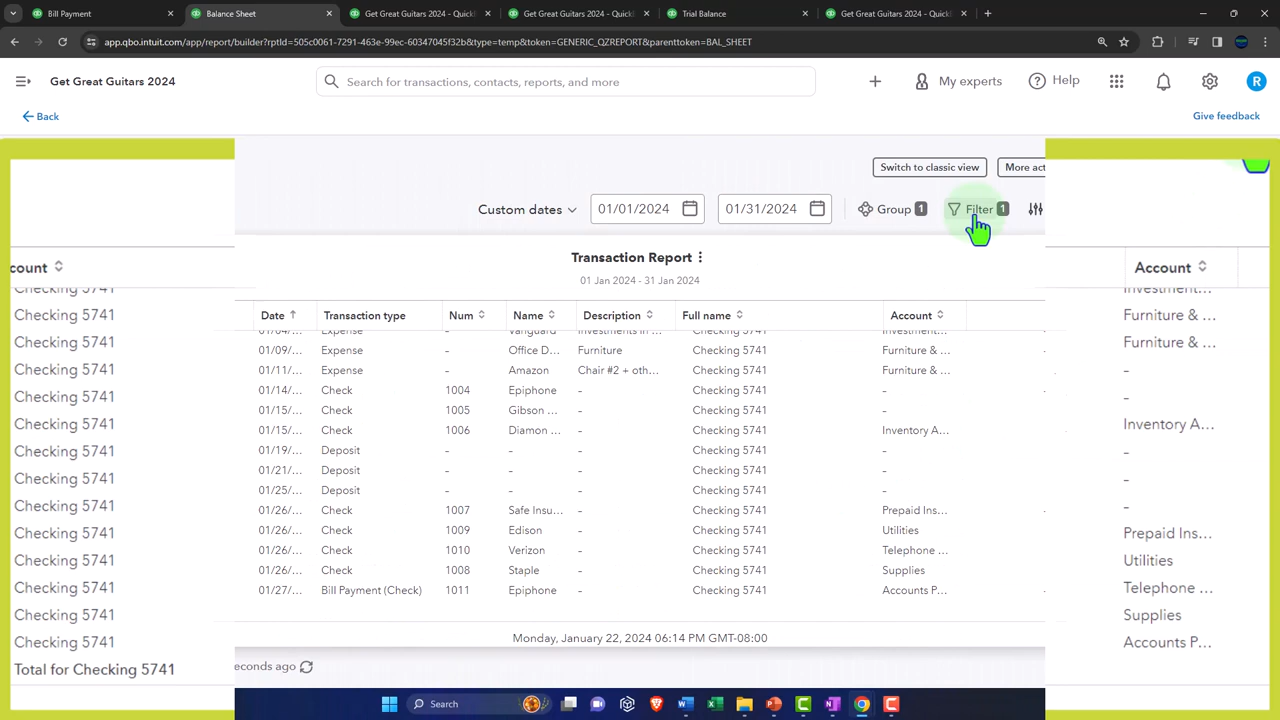 Bill Payment
Balance Sheet
Get Great Guitars 2024 - QuickB
Get Great Guitars 2024 - QuickB
Trial Balance
Get Great Guitars 2024 - QuickB
app.qbo.intuit.com/app/report/builder?rptId=505c0061-7291-463e-99ec-60347045f32b&type=temp&token=GENERIC_QZREPORT&parenttoken=BAL_SHEET
Get Great Guitars 2024
Search for transactions, contacts, reports, and more
My experts
Help
R
Back
Give feedback
Switch to classic view
More act
Custom dates
01/01/2024
01/31/2024
Group 1
Filter 1
Transaction Report
01 Jan 2024 - 31 Jan 2024
Date Transaction type Num Name Description Full name Account
01/04/... Expense - Vanguard Investments in ... Checking 5741 Investment...
01/09/... Expense - Office D... Furniture Checking 5741 Furniture & ...
01/11/... Expense - Amazon Chair #2 + oth... Checking 5741 Furniture & ...
01/14/... Check 1004 Epiphone - Checking 5741 -
01/15/... Check 1005 Gibson ... - Checking 5741 -
01/15/... Check 1006 Diamon ... - Checking 5741 Inventory A...
01/19/... Deposit - - - Checking 5741 -
01/21/... Deposit - - - Checking 5741 -
01/25/... Deposit - - - Checking 5741 -
01/26/... Check 1007 Safe Insu... - Checking 5741 Prepaid Ins...
01/26/... Check 1009 Edison - Checking 5741 Utilities
01/26/... Check 1010 Verizon - Checking 5741 Telephone ...
01/26/... Check 1008 Staple - Checking 5741 Supplies
01/27/... Bill Payment (Check) 1011 Epiphone - Checking 5741 Accounts P...
Monday, January 22, 2024 06:14 PM GMT-08:00
seconds ago
Search
count
Checking 5741
Checking 5741
Checking 5741
Checking 5741
Checking 5741
Checking 5741
Checking 5741
Checking 5741
Checking 5741
Checking 5741
Checking 5741
Checking 5741
Checking 5741
Checking 5741
Total for Checking 5741
Account
Investment...
Furniture & ...
Furniture & ...
-
-
Inventory A...
-
-
-
Prepaid Ins...
Utilities
Telephone ...
Supplies
Accounts P...